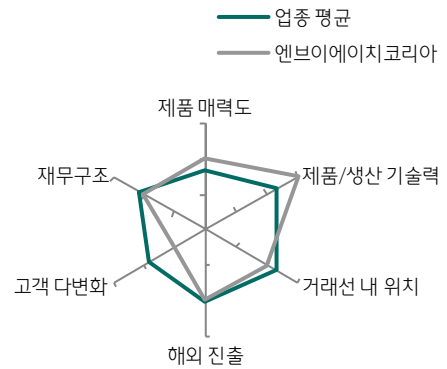 업종 평균
엔브이에이치코리아
제품 매력도
재무구조
제품/생산 기술력
고객 다변화
거래선 내 위치
해외 진출